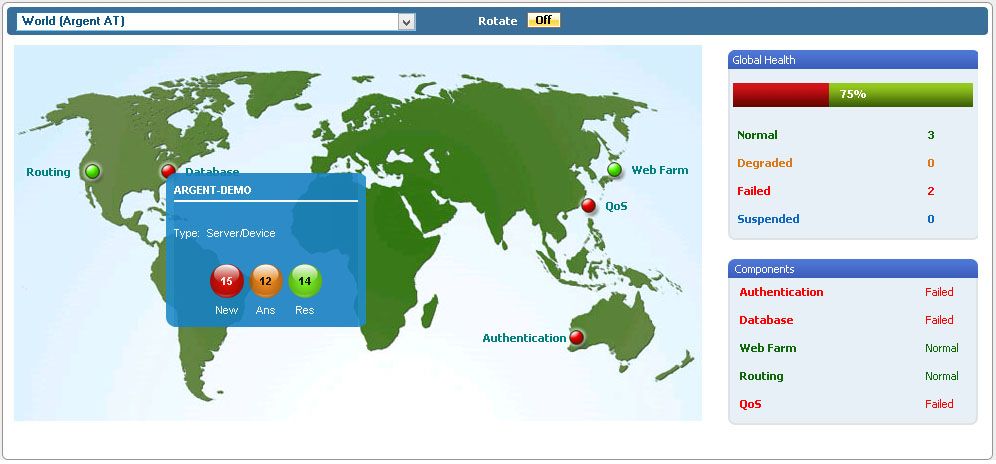 World (Argent AT)
Rotate Off
Global Health
75%
Normal 3
Degraded 0
Failed 2
Suspended 0
Routing
Database
Web Farm
QoS
ARGENT-DEMO
Type: Server/Device
15 12 14
New Ans Res
Authentication
Components
Authentication Failed
Database Failed
Web Farm Normal
Routing Normal
QoS Failed